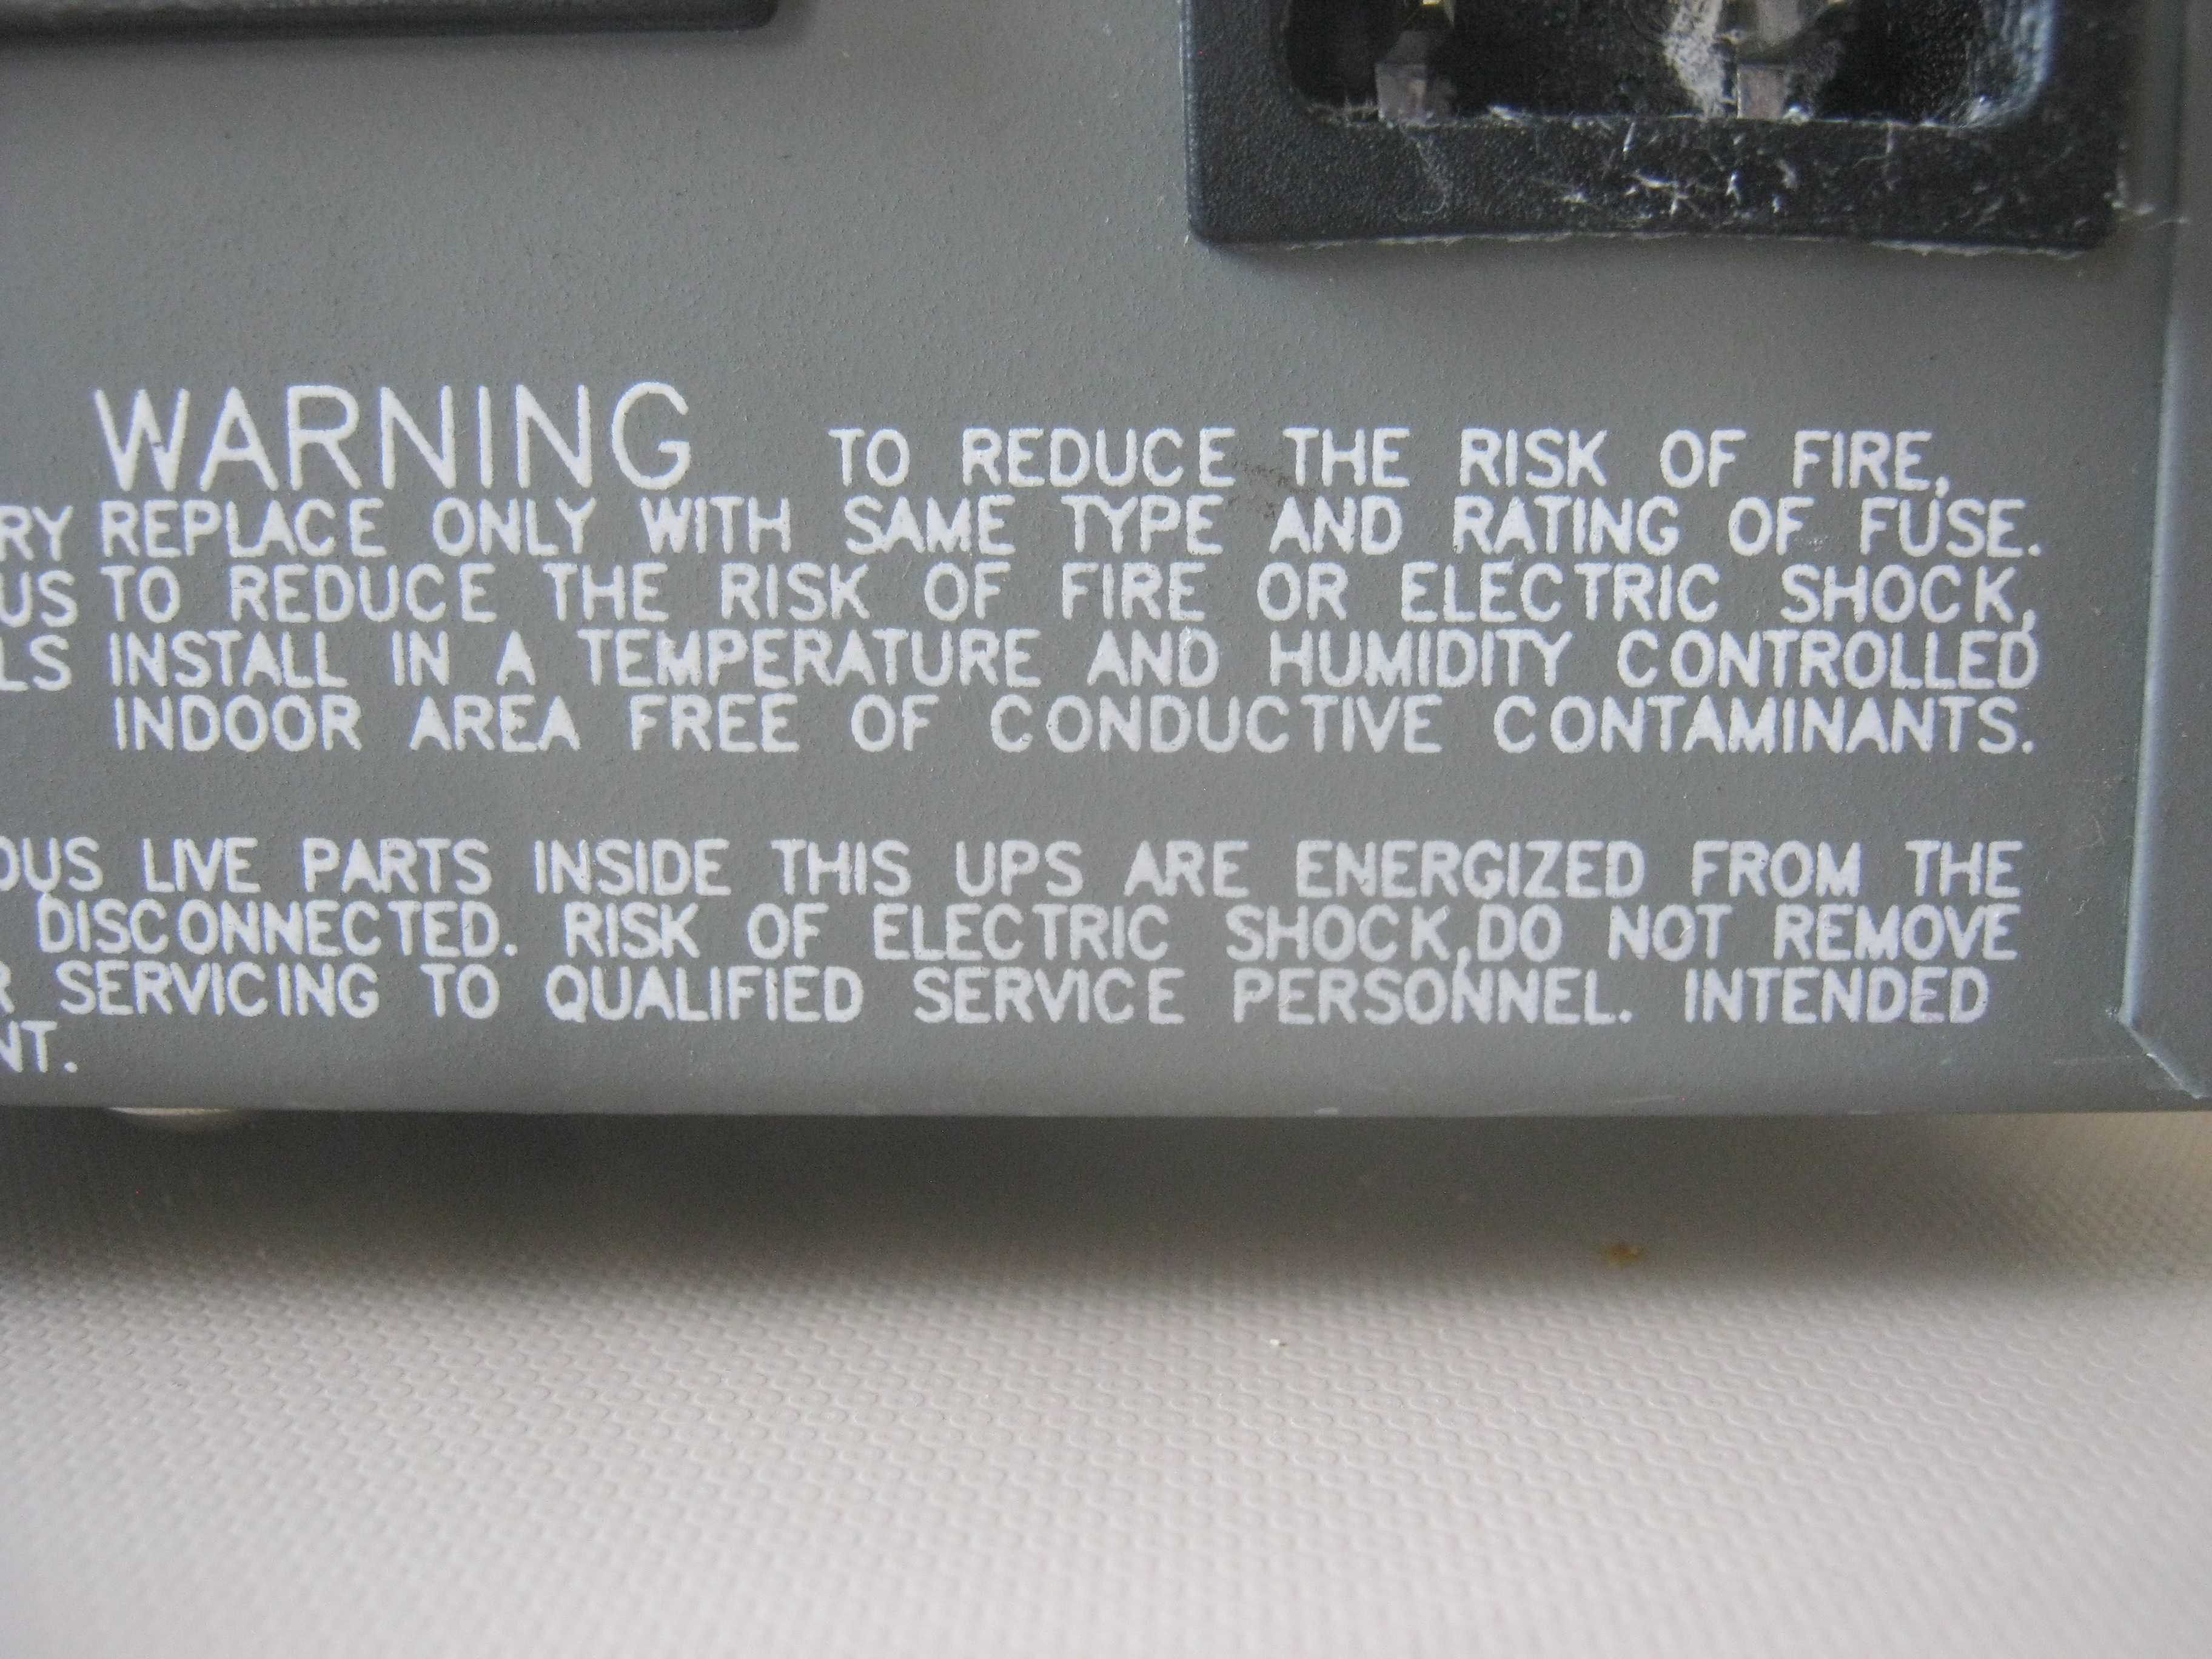 WARNING TO REDUCE THE RISK OF FIRE,
RY REPLACE ONLY WITH SAME TYPE AND RATING OF FUSE.
US TO REDUCE THE RISK OF FIRE OR ELECTRIC SHOCK,
LS INSTALL IN A TEMPERATURE AND HUMIDITY CONTROLLED
INDOOR AREA FREE OF CONDUCTIVE CONTAMINANTS.
OUS LIVE PARTS INSIDE THIS UPS ARE ENERGIZED FROM THE
DISCONNECTED. RISK OF ELECTRIC SHOCK,DO NOT REMOVE
R SERVICING TO QUALIFIED SERVICE PERSONNEL. INTENDED
NT.